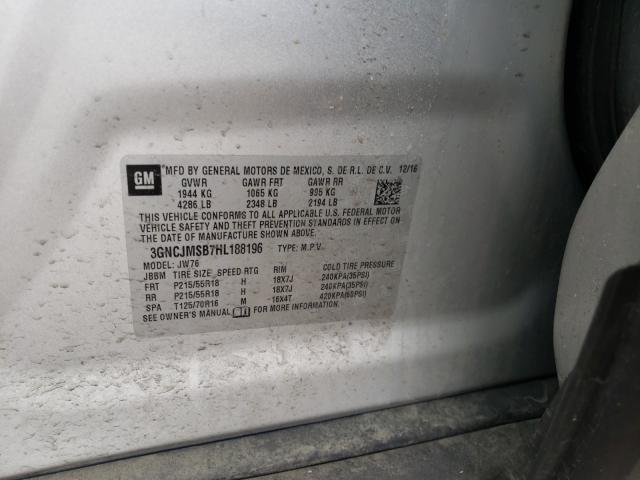 GM
*MFD BY GENERAL MOTORS DE MEXICO, S. DE R.L. DE C.V. 12/16
GVWR GAWR FRT GAWR RR
1944 KG 1065 KG 995 KG
4286 LB 2348 LB 2194 LB
THIS VEHICLE CONFORMS TO ALL APPLICABLE U.S. FEDERAL MOTOR
VEHICLE SAFETY AND THEFT PREVENTION STANDARDS IN EFFECT ON
THE DATE OF MANUFACTURE SHOWN ABOVE.
3GNCJMSB7HL188196 TYPE: M.P.V.
MODEL: JW76
JBBM TIRE SIZE SPEED RTG RIM COLD TIRE PRESSURE
FRT P215/55R18 H 18X7J 240KPA(35PSI)
RR P215/55R18 H 18X7J 240KPA(35PSI)
SPA T125/70R16 M 16X4T 420KPA(60PSI)
SEE OWNER'S MANUAL FOR MORE INFORMATION.